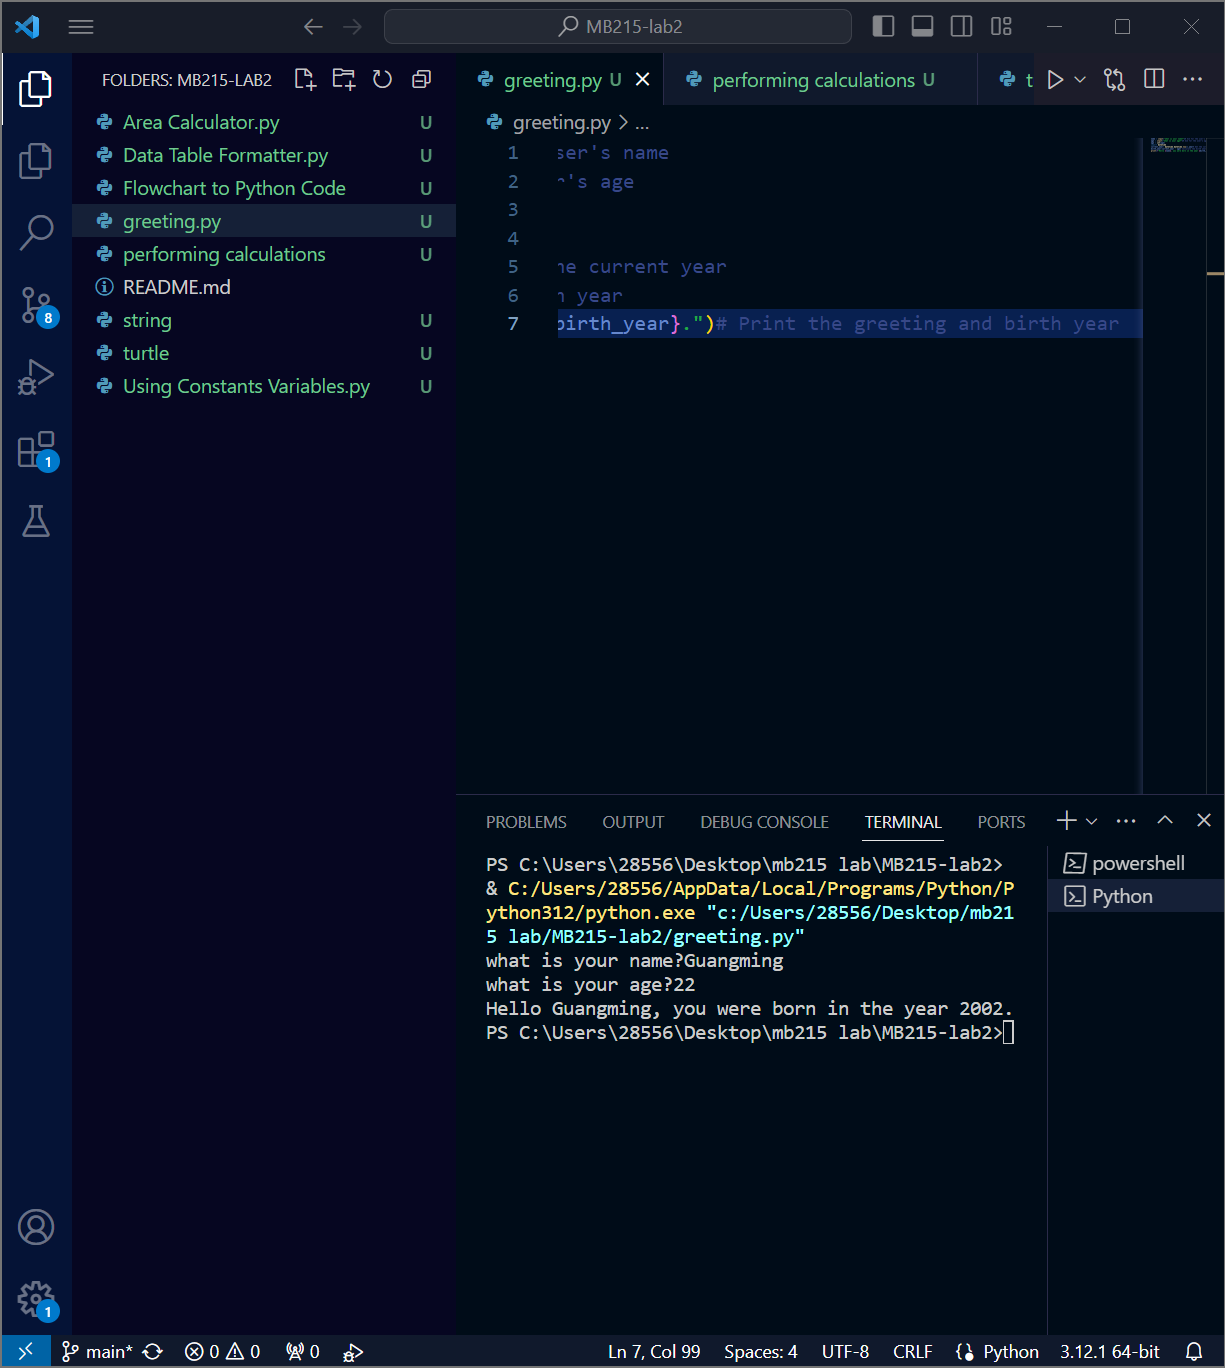 MB215-lab2
FOLDERS: MB215-LAB2
Area Calculator.py U
Data Table Formatter.py U
Flowchart to Python Code U
greeting.py U
performing calculations U
README.md
string U
turtle U
Using Constants Variables.py U
8
1
1
greeting.py U
performing calculations U
t
greeting.py > ...
1 ser's name
2 's age
3
4
5 he current year
6 h year
7 birth_year}.")# Print the greeting and birth year
PROBLEMS OUTPUT DEBUG CONSOLE TERMINAL PORTS
PS C:\Users\28556\Desktop\mb215 lab\MB215-lab2>
& C:/Users/28556/AppData/Local/Programs/Python/P
ython312/python.exe "c:/Users/28556/Desktop/mb21
5 lab/MB215-lab2/greeting.py"
what is your name?Guangming
what is your age?22
Hello Guangming, you were born in the year 2002.
PS C:\Users\28556\Desktop\mb215 lab\MB215-lab2>
powershell
Python
main* 0 0 0 Ln 7, Col 99 Spaces: 4 UTF-8 CRLF Python 3.12.1 64-bit